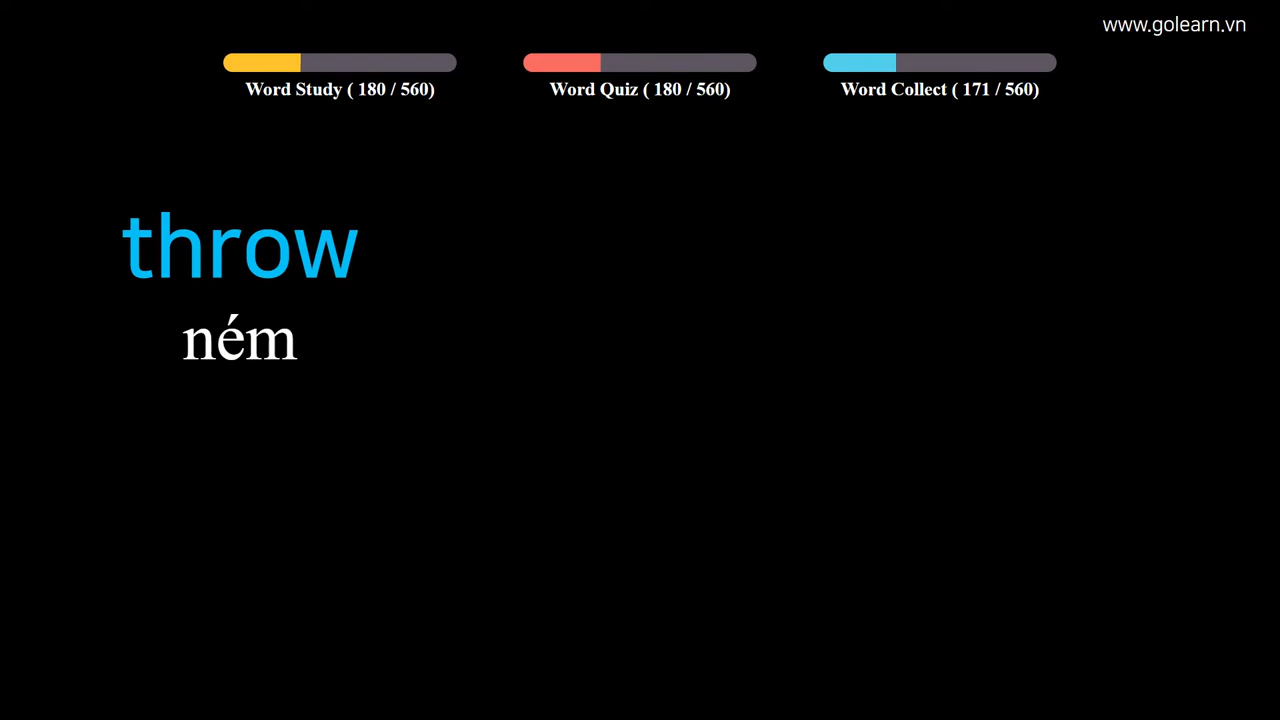 www.golearn.vn
Word Study ( 180 / 560)
Word Quiz ( 180 / 560)
Word Collect ( 171 / 560)
throw
ném